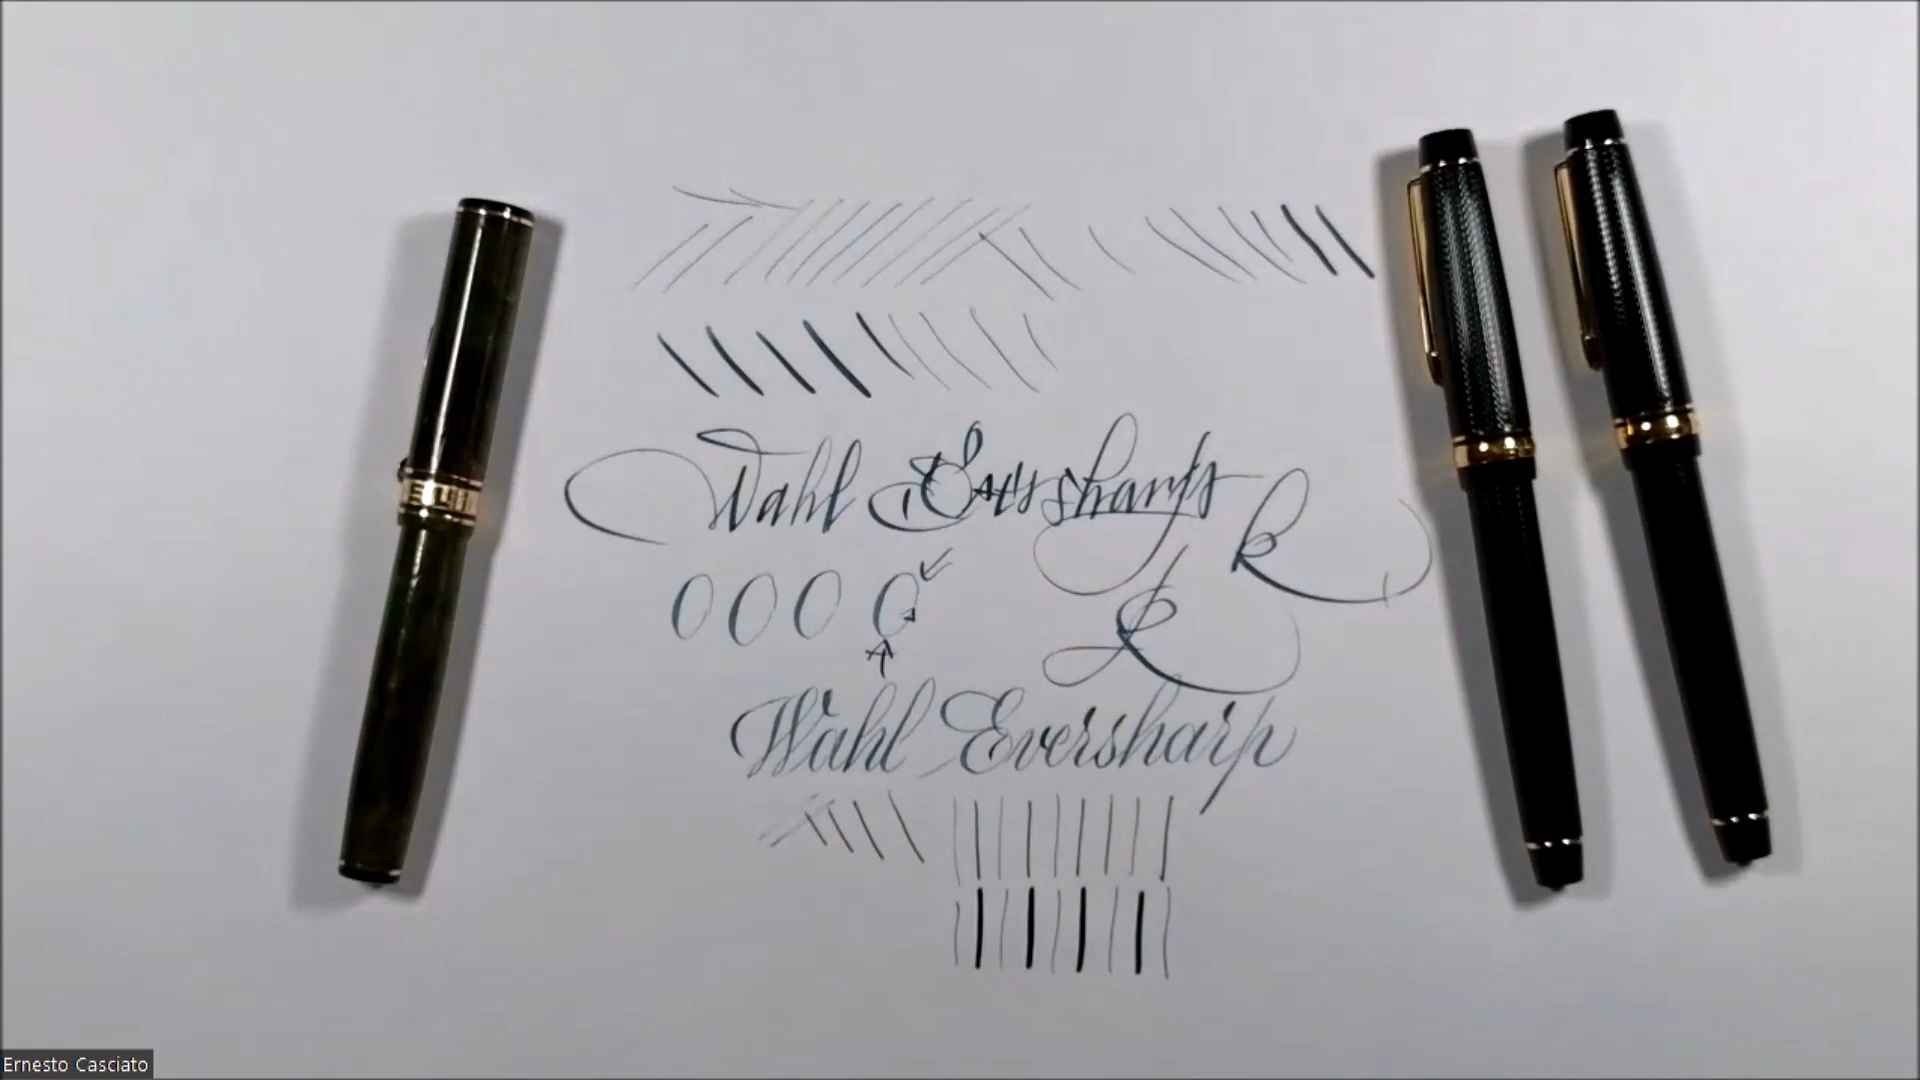 Wahl Eversharp's
R
O O O O
R
Wahl Eversharp
Ernesto Casciato